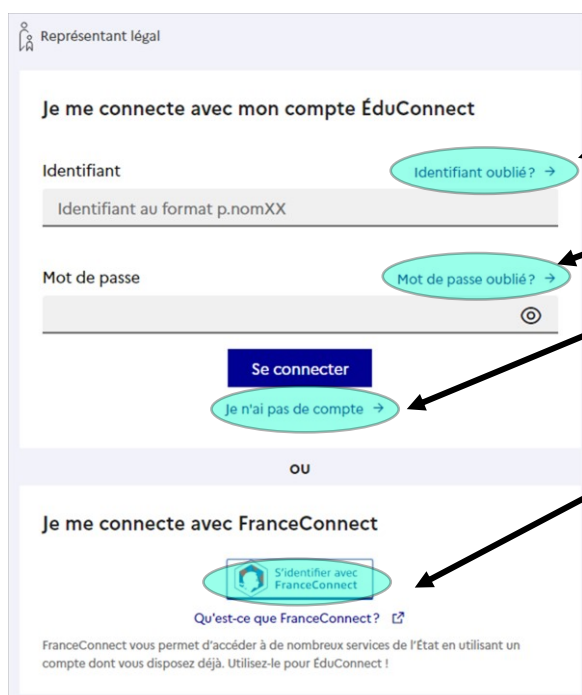 Représentant légal
Je me connecte avec mon compte ÉduConnect
Identifiant
Identifiant oublié? →
Identifiant au format p.nomXX
Mot de passe
Mot de passe oublié? →
Se connecter
Je n'ai pas de compte →
ou
Je me connecte avec FranceConnect
S'identifier avec
FranceConnect
Qu'est-ce que FranceConnect?
FranceConnect vous permet d'accéder à de nombreux services de l'État en utilisant un
compte dont vous disposez déjà. Utilisez-le pour ÉduConnect !